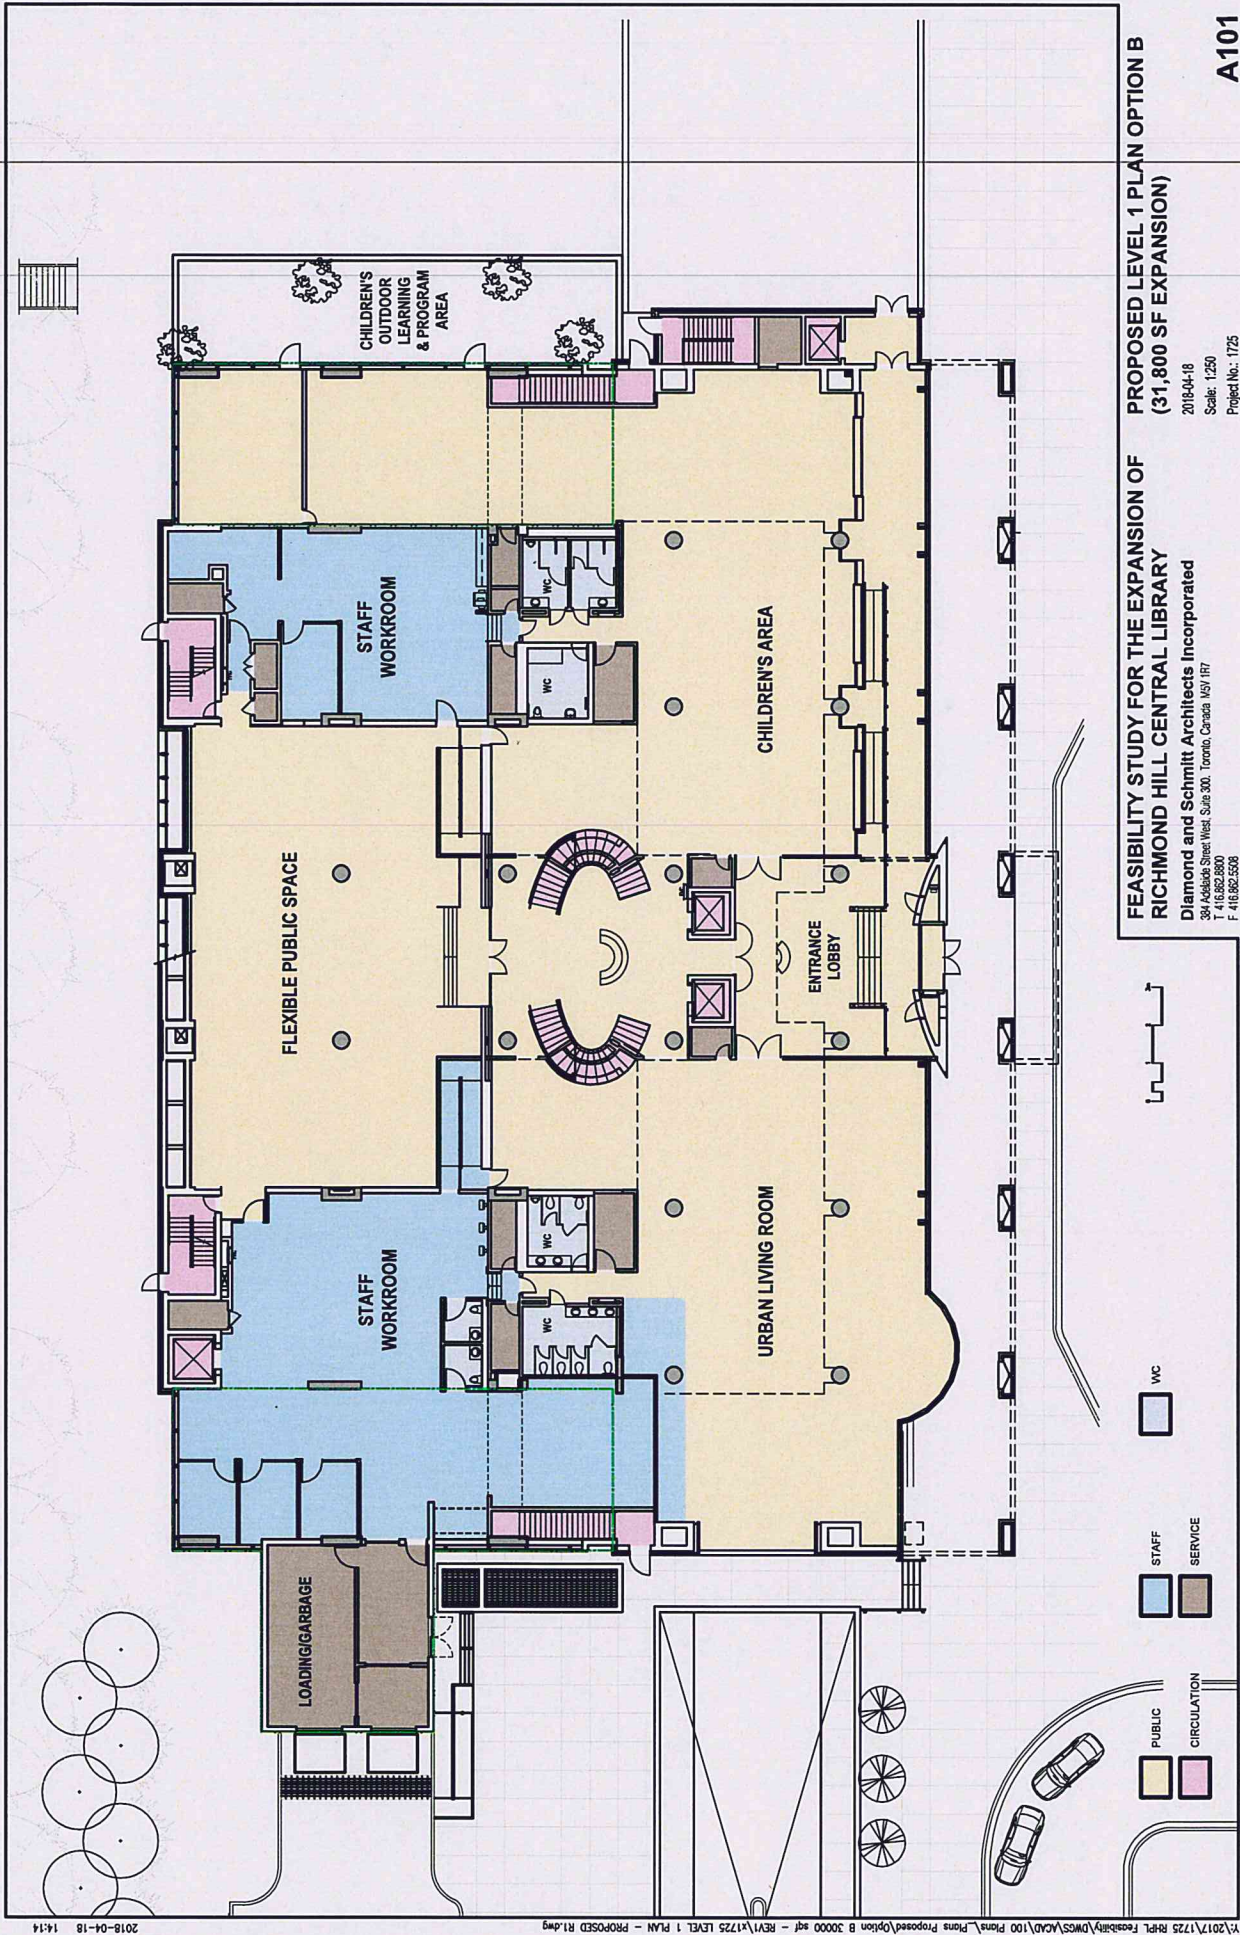 CHILDREN'S
OUTDOOR
LEARNING
& PROGRAM
AREA
STAFF
WORKROOM
WC
WC
CHILDREN'S AREA
FLEXIBLE PUBLIC SPACE
ENTRANCE
LOBBY
STAFF
WORKROOM
WC
WC
URBAN LIVING ROOM
LOADING/GARBAGE
PUBLIC
CIRCULATION
STAFF
SERVICE
WC
FEASIBILITY STUDY FOR THE EXPANSION OF
RICHMOND HILL CENTRAL LIBRARY
Diamond and Schmitt Architects Incorporated
384 Adelaide Street West, Suite 300, Toronto, Canada M5V 1R7
T 416.862.8800
F 416.862.5508
PROPOSED LEVEL 1 PLAN OPTION B
(31,800 SF EXPANSION)
2018-04-18
Scale: 1:250
Project No.: 1725
A101
Y:\2017\1725 RHPL Feasibility\DWGS\ACAD\100 Plans\_Plans Proposed\Option B 30000 sqf - REV1\x1725 LEVEL 1 PLAN - PROPOSED R1.dwg
2018-04-18
14:14